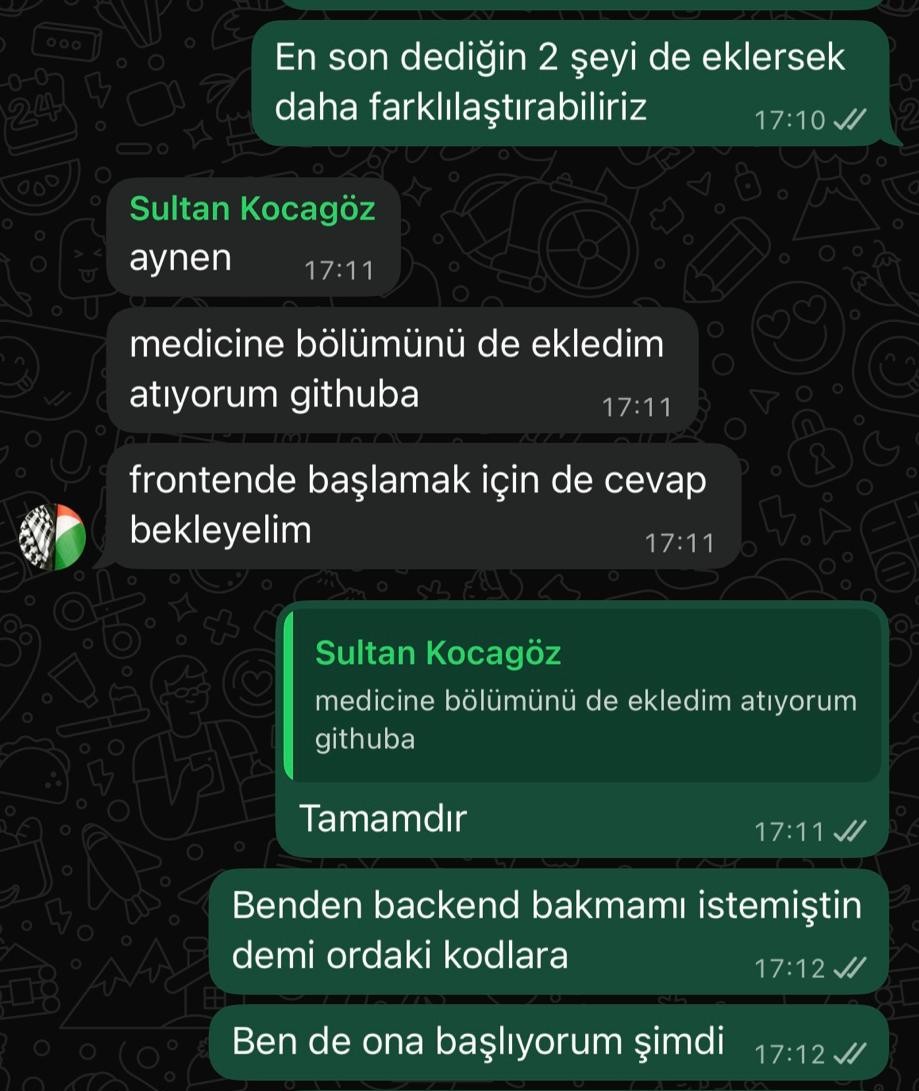 En son dediğin 2 şeyi de eklersek
daha farklılaştırabiliriz
17:10
Sultan Kocagöz
aynen
17:11
medicine bölümünü de ekledim
atıyorum githuba
17:11
frontende başlamak için de cevap
bekleyelim
17:11
Sultan Kocagöz
medicine bölümünü de ekledim atıyorum
githuba
Tamamdır
17:11
Benden backend bakmamı istemiştin
demi ordaki kodlara
17:12
Ben de ona başlıyorum şimdi
17:12